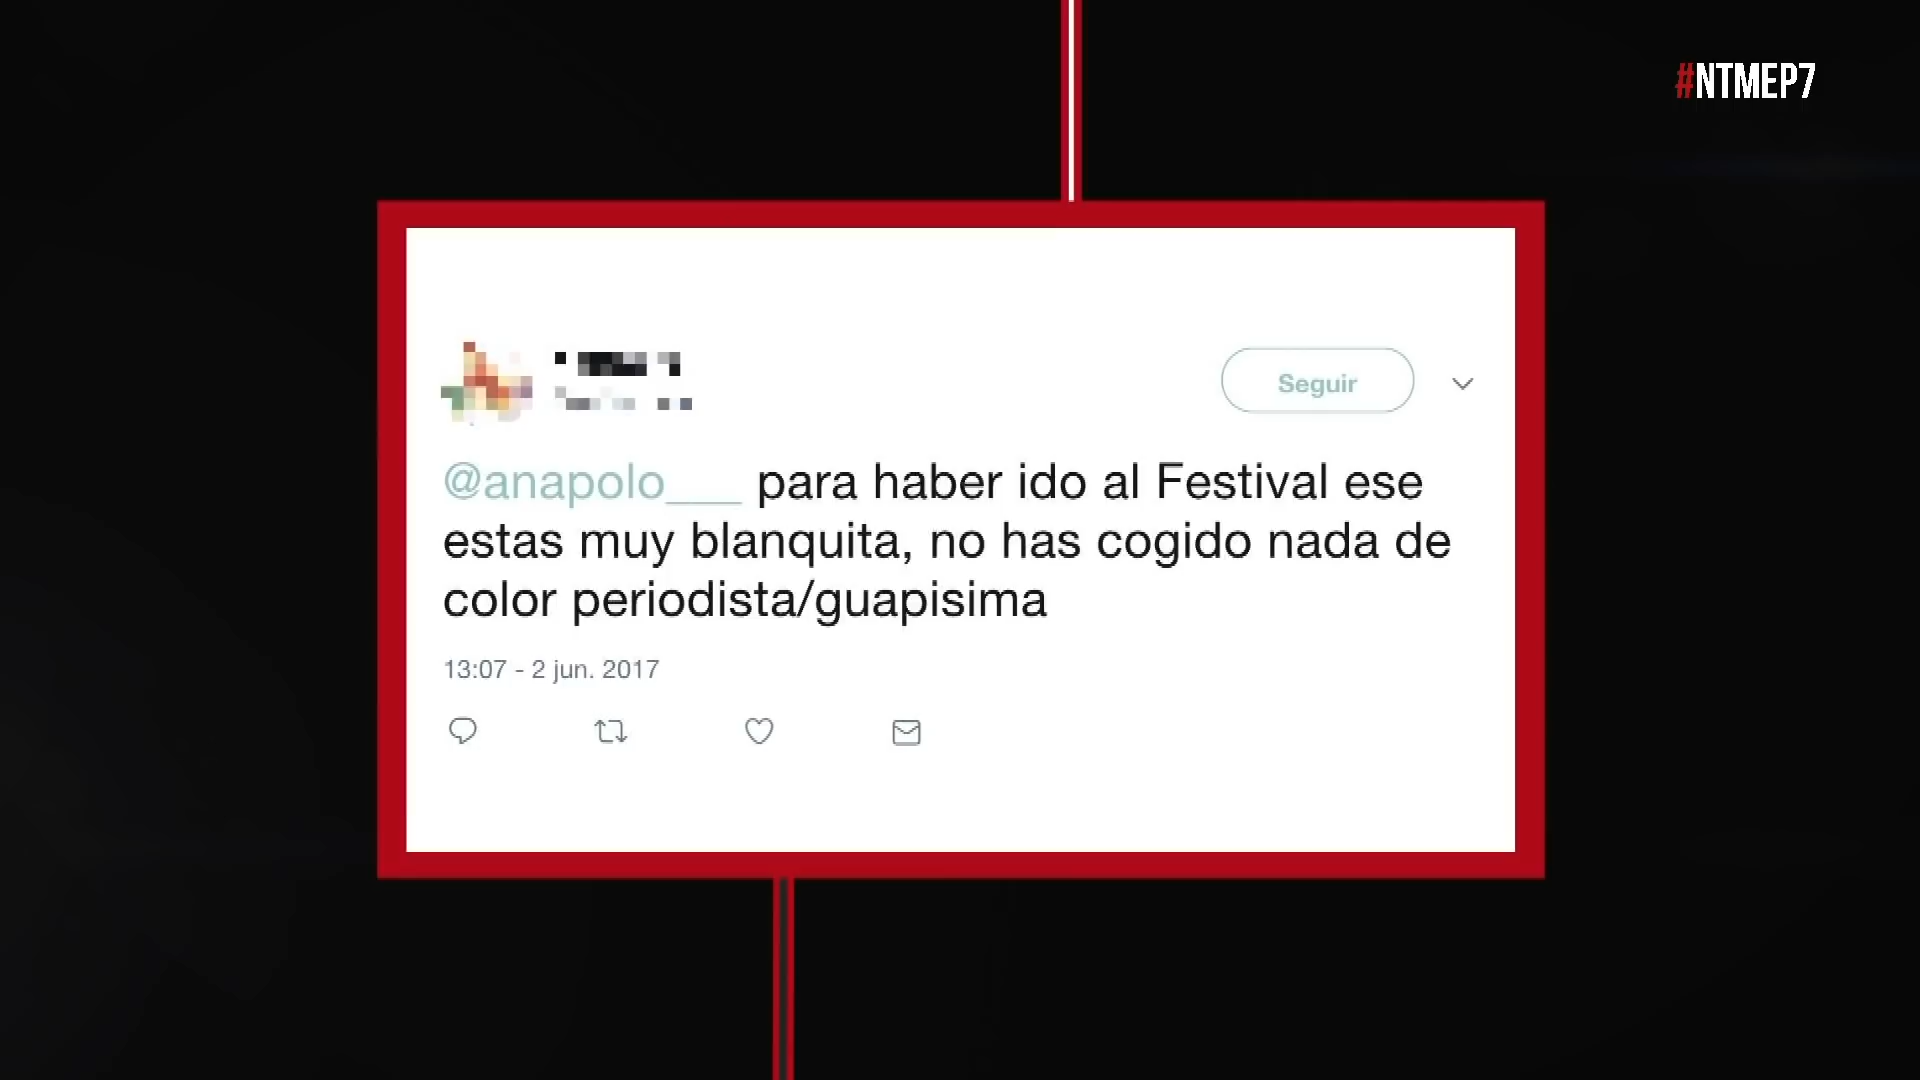 #NTMEP7
Seguir
@anapolo___ para haber ido al Festival ese
estas muy blanquita, no has cogido nada de
color periodista/guapisima
13:07 - 2 jun. 2017